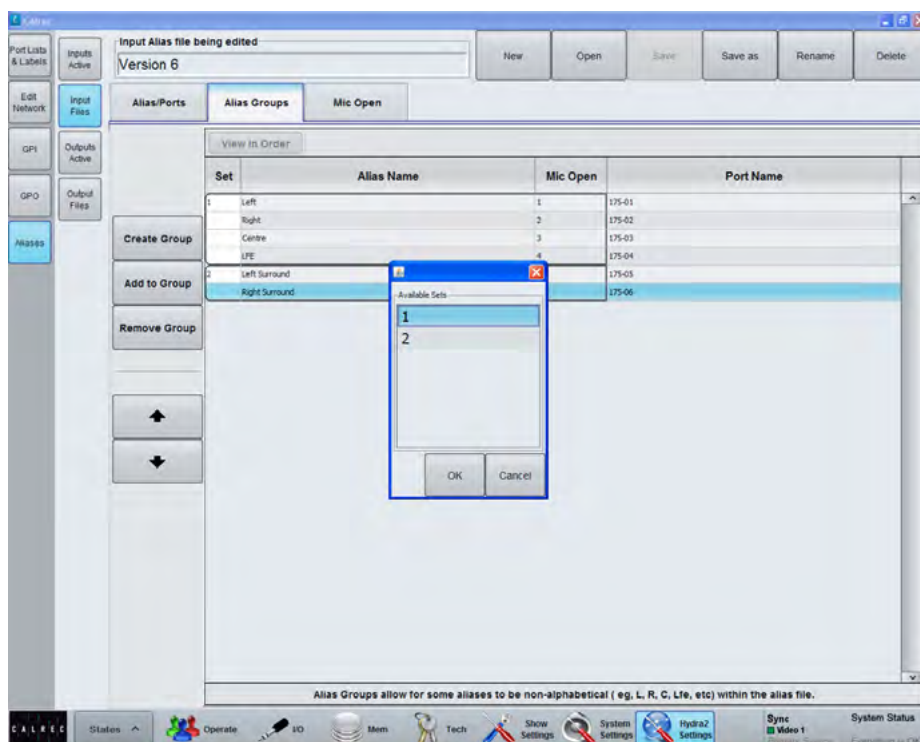 Calrec
Port Lists
& Labels
Inputs
Active
Input Alias file being edited
Version 6
New
Open
Save
Save as
Rename
Delete
Edit
Network
Input
Files
Alias/Ports
Alias Groups
Mic Open
GPI
Outputs
Active
View in Order
Set
Alias Name
Mic Open
Port Name
GPO
Output
Files
1
Left
1
175-01
Right
2
175-02
Aliases
Create Group
Centre
3
175-03
LFE
4
175-04
Add to Group
2
Left Surround
175-05
Right Surround
175-06
Remove Group
Available Sets
1
2
OK
Cancel
Alias Groups allow for some aliases to be non-alphabetical ( eg, L, R, C, Lfe, etc) within the alias file.
CALREC
States
Operate
I/O
Mem
Tech
Show
Settings
System
Settings
Hydra2
Settings
Sync
Video 1
System Status